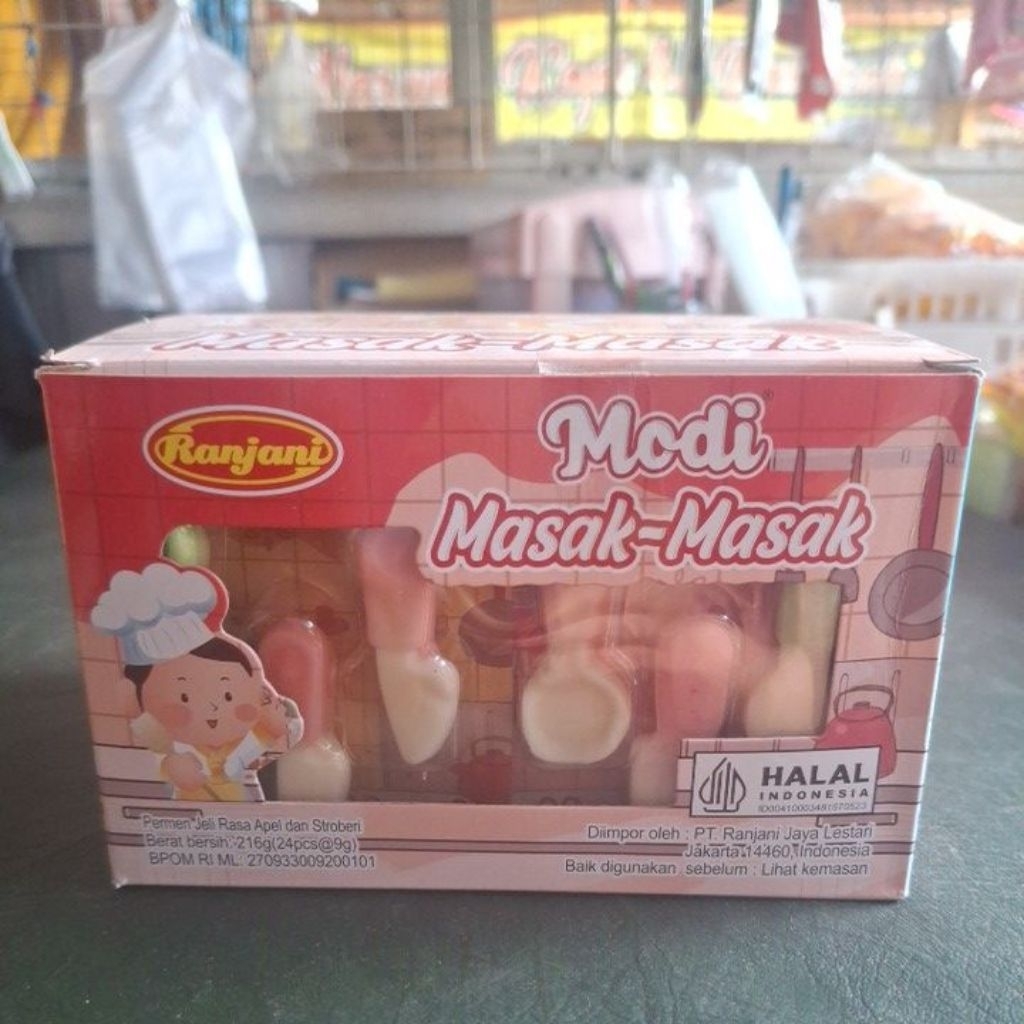 Masak-Masak
Ranjani
Modi
Masak-Masak
HALAL
INDONESIA
ID00410003481570523
Permen Jeli Rasa Apel dan Stroberi
Berat bersih: 216g(24pcs@9g)
BPOM RI ML: 270933009200101
Diimpor oleh : PT. Ranjani Jaya Lestari
Jakarta 14460, Indonesia
Baik digunakan sebelum : Lihat kemasan